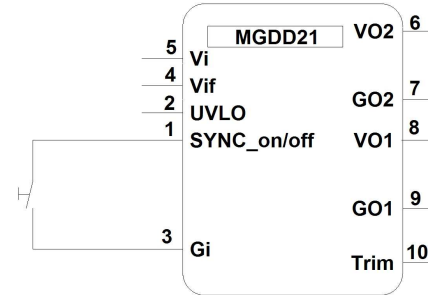 MGDD21
5 Vi
4 Vif
2 UVLO
1 SYNC_on/off
3 Gi
VO2 6
GO2 7
VO1 8
GO1 9
Trim 10